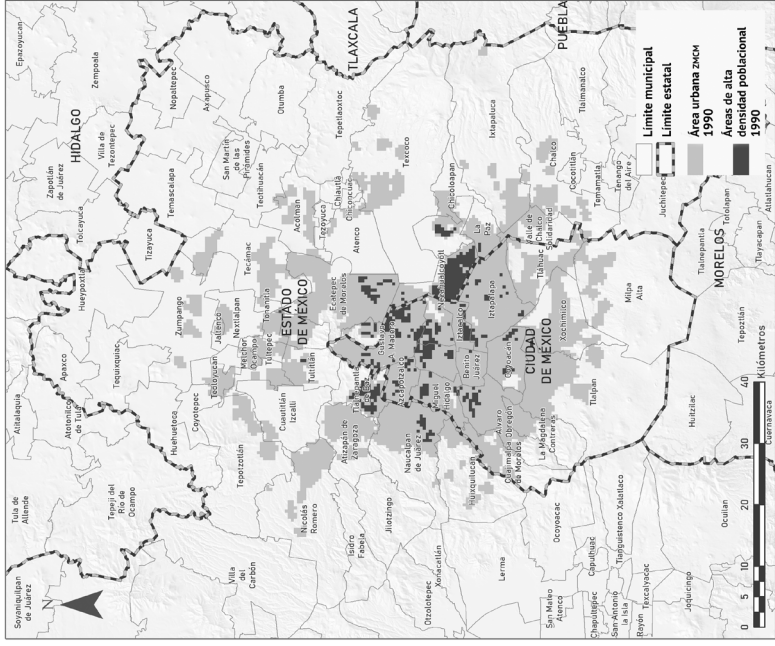 Epazoyucan
Zempoala
HIDALGO
Zapotlán
de Juárez
Villa de
Tezontepec
Tolcayuca
Tizayuca
Hueypoxtla
Apaxco
Atitalaquia
Atotonilco
de Tula
Tula de
Allende
Tepeji del
Río de
Ocampo
Soyaniquilpan
de Juárez
N
Nopaltepec
Axapusco
Otumba
Temascalapa
San Martín
de las
Pirámides
Teotihuacán
Tequixquiac
Zumpango
Huehuetoca
Coyotepec
Teoloyucan
Jaltenco
Nextlalpan
Melchor
Ocampo
Tultepec
Tonanitla
Tecámac
Acolman
Tezoyuca
Chiautla
Chiconcuac
Tepetlaoxtoc
Texcoco
Atenco
Tepotzotlán
Cuautitlán
Izcalli
Tultitlán
ESTADO
DE MÉXICO
Ecatepec
de Morelos
Nicolás
Romero
Villa
del
Carbón
Atizapán de
Zaragoza
Tlalnepantla
de Baz
Gustavo A.
Madero
Azcapotzalco
Naucalpan
de Juárez
Miguel
Hidalgo
Jilotzingo
Isidro
Fabela
Otzolotepec
Xonacatlán
Huixquilucan
Lerma
Cuajimalpa
de Morelos
Álvaro
Obregón
Benito
Juárez
Iztacalco
Iztapalapa
Nezahualcóyotl
Coyoacán
CIUDAD
DE MÉXICO
La Magdalena
Contreras
Tlalpan
Xochimilco
Milpa
Alta
Tláhuac
Valle de
Chalco
Solidaridad
La
Paz
Chicoloapan
Ixtapaluca
Chalco
Cocotitlán
Temamatla
Tenango
del Aire
Juchitepec
Tlalmanalco
TLAXCALA
PUEBLA
MORELOS
Tlalnepantla
Totolapan
Tlayacapan
Atlatlahucan
Tepoztlán
Huitzilac
Cuernavaca
Ocoyoacac
San Mateo
Atenco
Capulhuac
Tianguistenco
Xalatlaco
Chapultepec
San Antonio
la Isla
Rayón
Texcalyacac
Joquicingo
Ocuilan
Límite municipal
Límite estatal
Área urbana ZMCM
1990
Áreas de alta
densidad poblacional
1990
0 5 10 20 30 40
Kilómetros